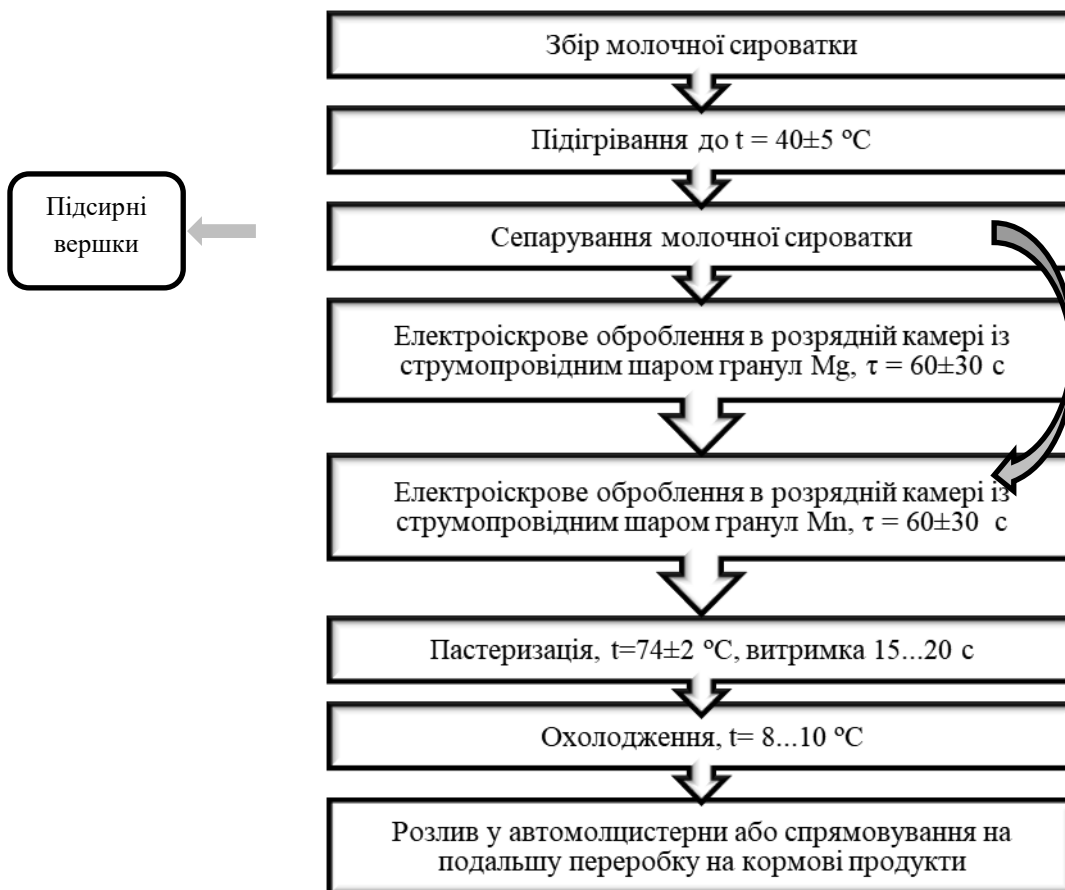 Збір молочної сироватки
Підігрівання до t = 40±5 ºС
Підсирні
вершки
Сепарування молочної сироватки
Електроіскрове оброблення в розрядній камері із
струмопровідним шаром гранул Mg, τ = 60±30 с
Електроіскрове оброблення в розрядній камері із
струмопровідним шаром гранул Mn, τ = 60±30 с
Пастеризація, t=74±2 ºС, витримка 15...20 с
Охолодження, t= 8...10 ºС
Розлив у автомолцистерни або спрямовування на
подальшу переробку на кормові продукти